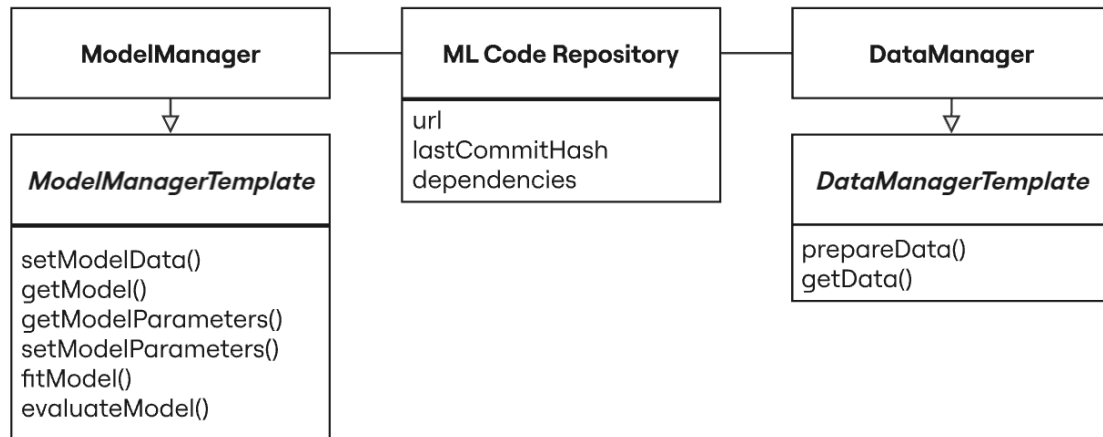 ModelManager
ML Code Repository
DataManager
url
lastCommitHash
dependencies
ModelManagerTemplate
setModelData()
getModel()
getModelParameters()
setModelParameters()
fitModel()
evaluateModel()
DataManagerTemplate
prepareData()
getData()